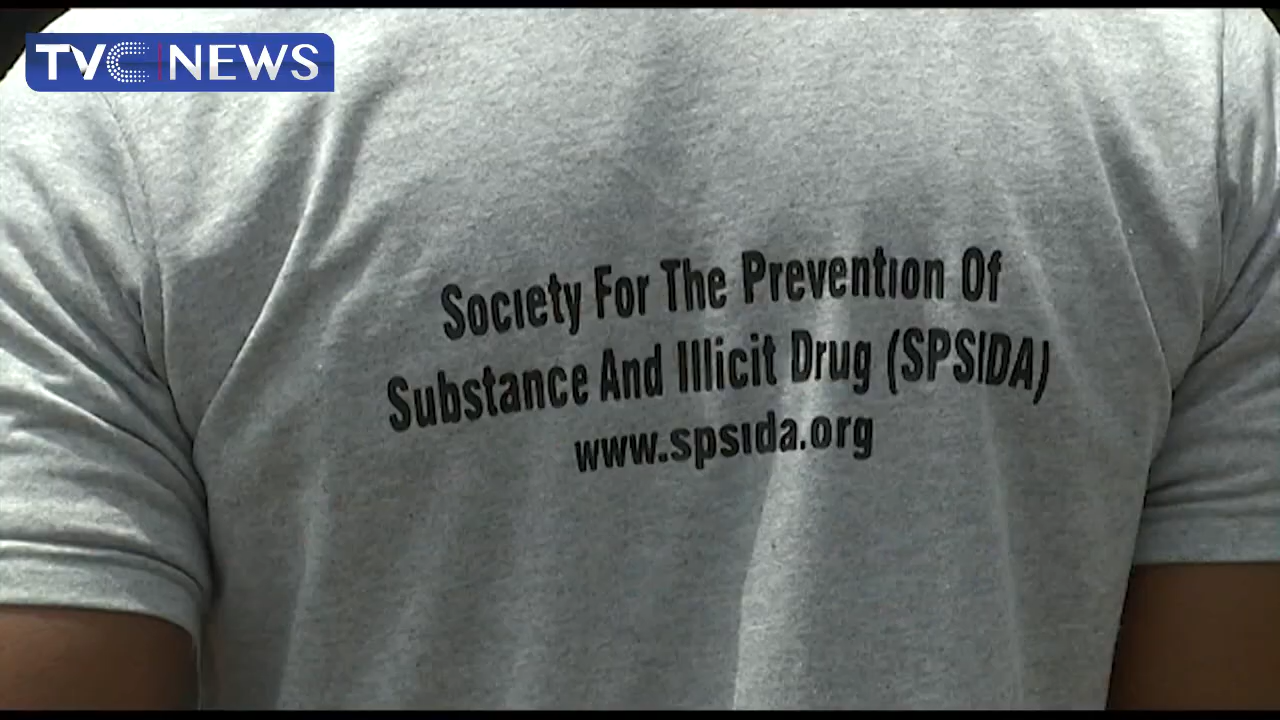 TVC NEWS
Society For The Prevention Of
Substance And Illicit Drug (SPSIDA)
www.spsida.org